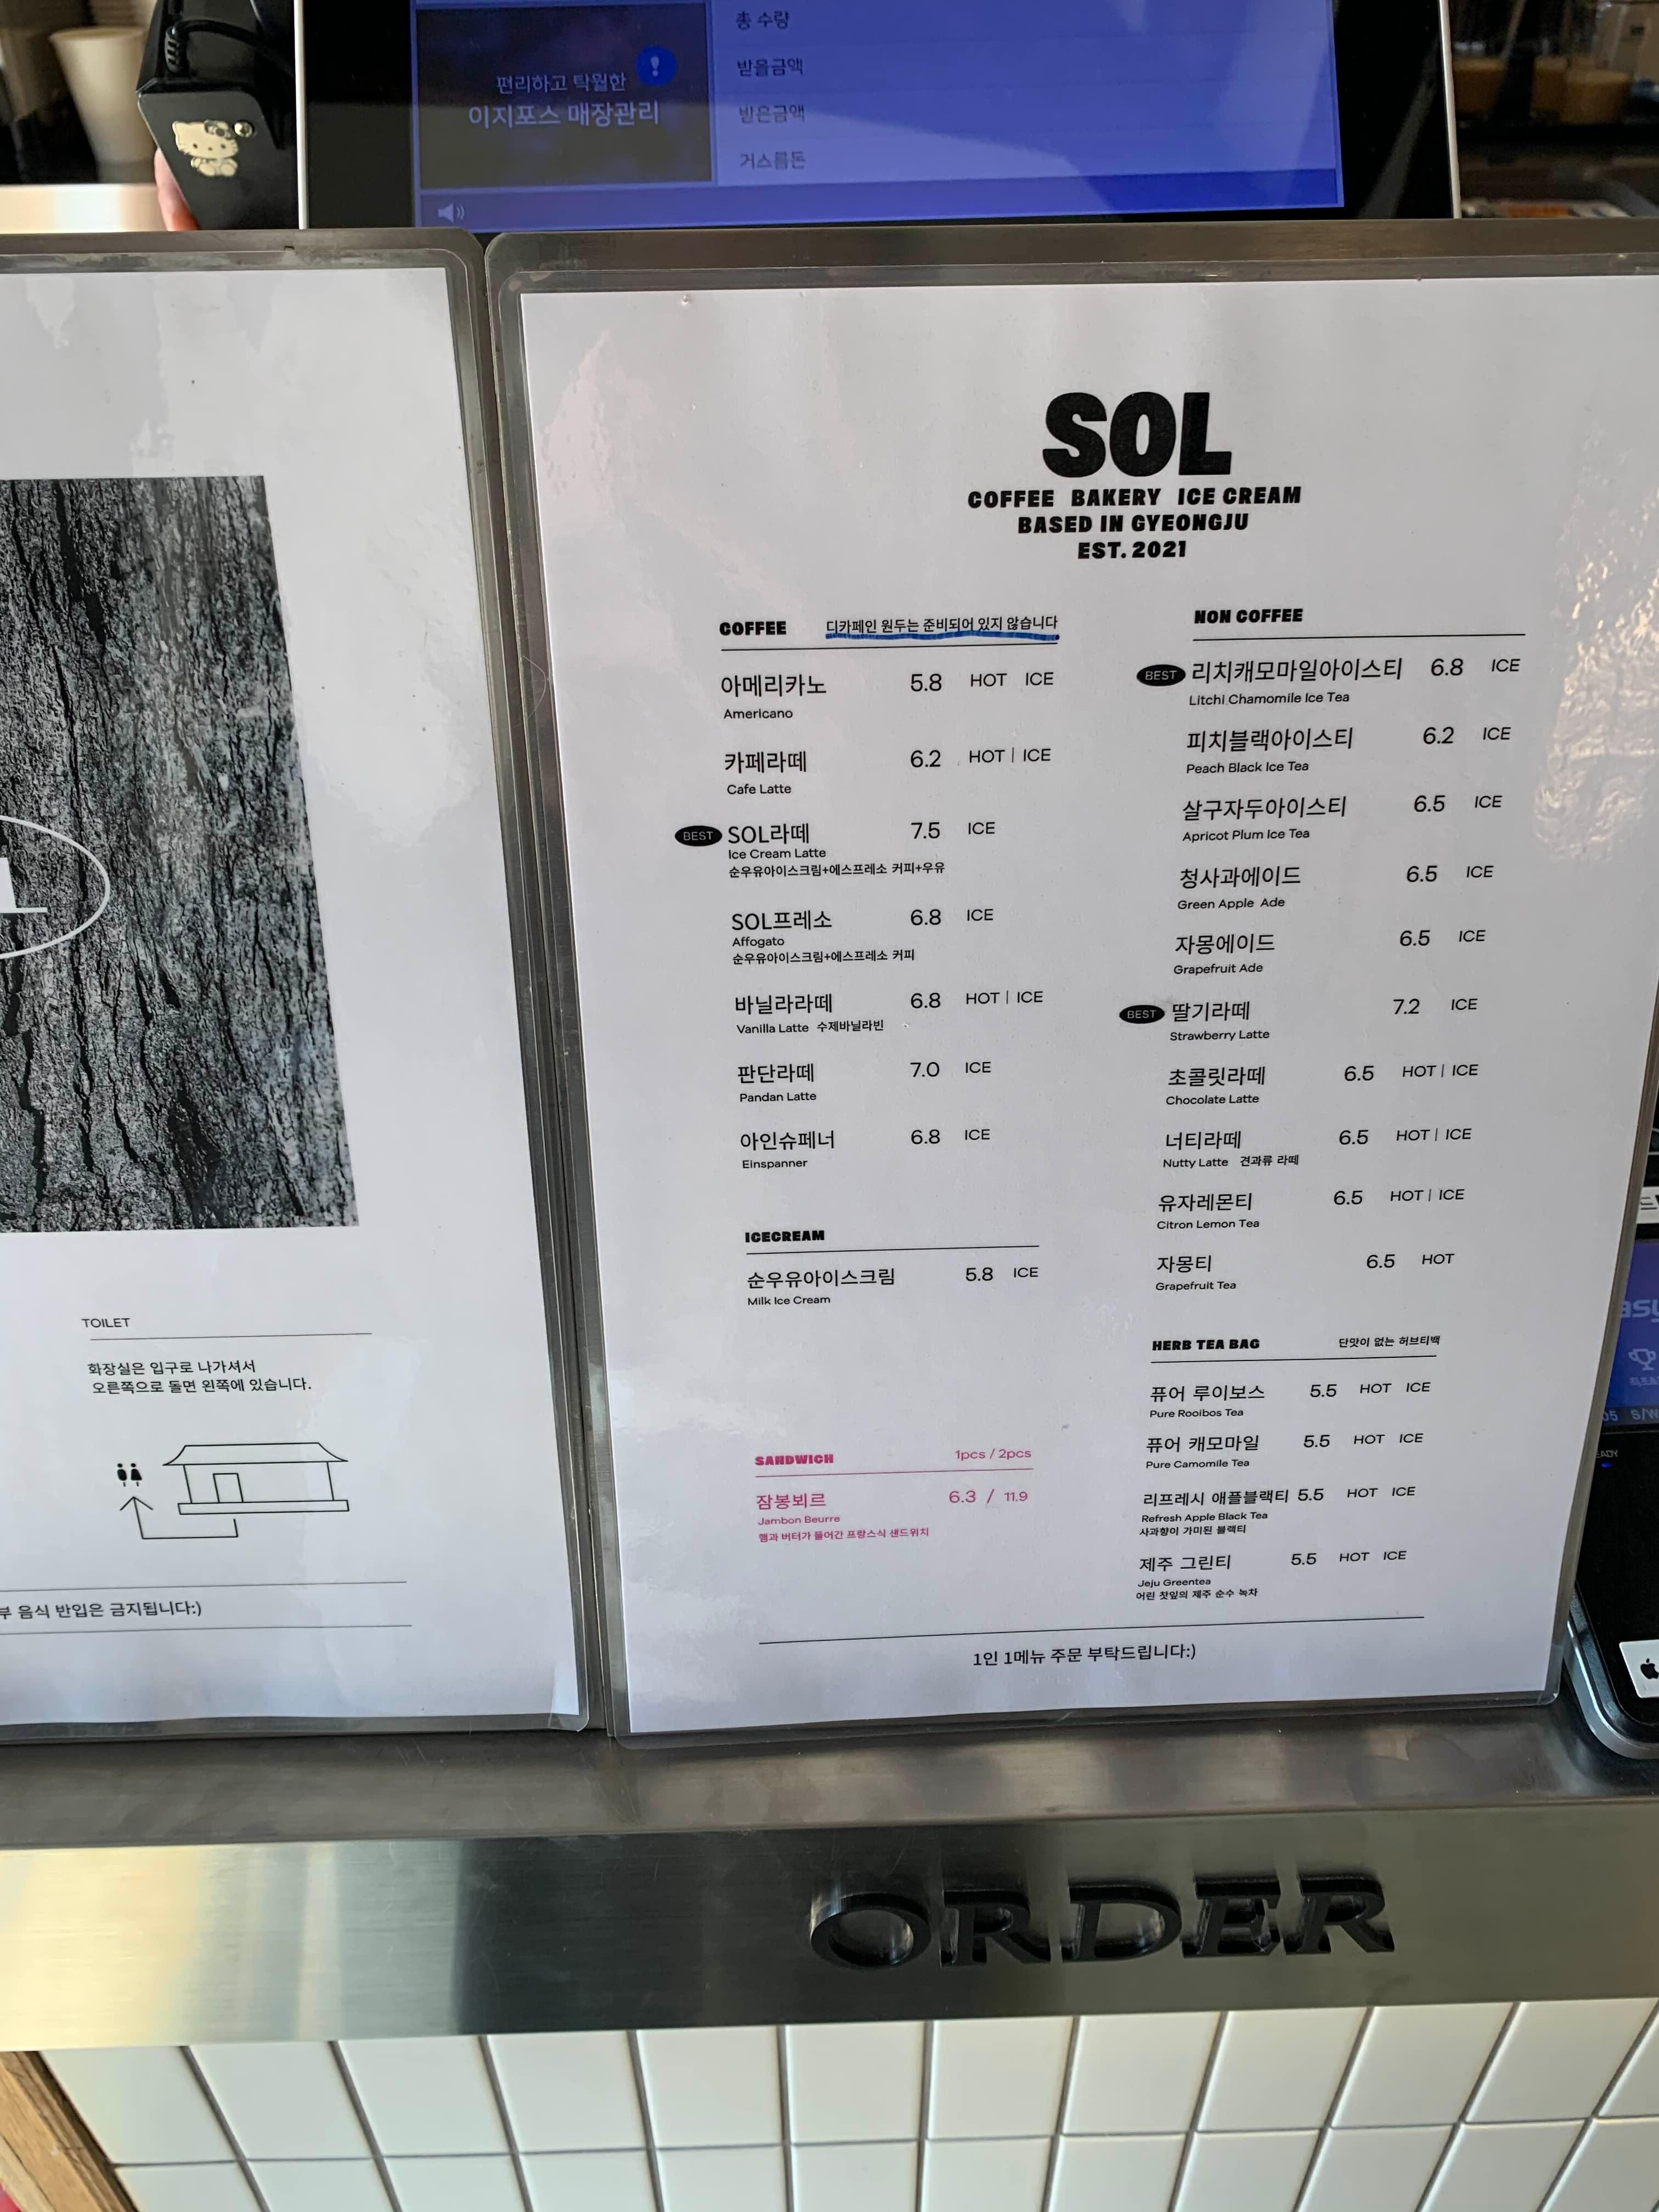 편리하고 탁월한
이지포스 매장관리
총 수량
받을금액
받은금액
거스름돈
TOILET
화장실은 입구로 나가셔서
오른쪽으로 돌면 왼쪽에 있습니다.
음식 반입은 금지됩니다:)
SOL
COFFEE BAKERY ICE CREAM
BASED IN GYEONGJU
EST. 2021
COFFEE 디카페인 원두는 준비되어 있지 않습니다
아메리카노 5.8 HOT ICE
Americano
카페라떼 6.2 HOT | ICE
Cafe Latte
BEST SOL라떼 7.5 ICE
Ice Cream Latte
순우유아이스크림+에스프레소 커피+우유
SOL프레소 6.8 ICE
Affogato
순우유아이스크림+에스프레소 커피
바닐라라떼 6.8 HOT | ICE
Vanilla Latte 수제바닐라빈
판단라떼 7.0 ICE
Pandan Latte
아인슈페너 6.8 ICE
Einspanner
ICECREAM
순우유아이스크림 5.8 ICE
Milk Ice Cream
SANDWICH 1pcs / 2pcs
잠봉뵈르 6.3 / 11.9
Jambon Beurre
햄과 버터가 들어간 프랑스식 샌드위치
NON COFFEE
BEST 리치캐모마일아이스티 6.8 ICE
Litchi Chamomile Ice Tea
피치블랙아이스티 6.2 ICE
Peach Black Ice Tea
살구자두아이스티 6.5 ICE
Apricot Plum Ice Tea
청사과에이드 6.5 ICE
Green Apple Ade
자몽에이드 6.5 ICE
Grapefruit Ade
BEST 딸기라떼 7.2 ICE
Strawberry Latte
초콜릿라떼 6.5 HOT | ICE
Chocolate Latte
너티라떼 6.5 HOT | ICE
Nutty Latte 견과류 라떼
유자레몬티 6.5 HOT | ICE
Citron Lemon Tea
자몽티 6.5 HOT
Grapefruit Tea
HERB TEA BAG 단맛이 없는 허브티백
퓨어 루이보스 5.5 HOT ICE
Pure Rooibos Tea
퓨어 캐모마일 5.5 HOT ICE
Pure Camomile Tea
리프레시 애플블랙티 5.5 HOT ICE
Refresh Apple Black Tea
사과향이 가미된 블랙티
제주 그린티 5.5 HOT ICE
Jeju Greentea
어린 찻잎의 제주 순수 녹차
1인 1메뉴 주문 부탁드립니다:)
ORDER